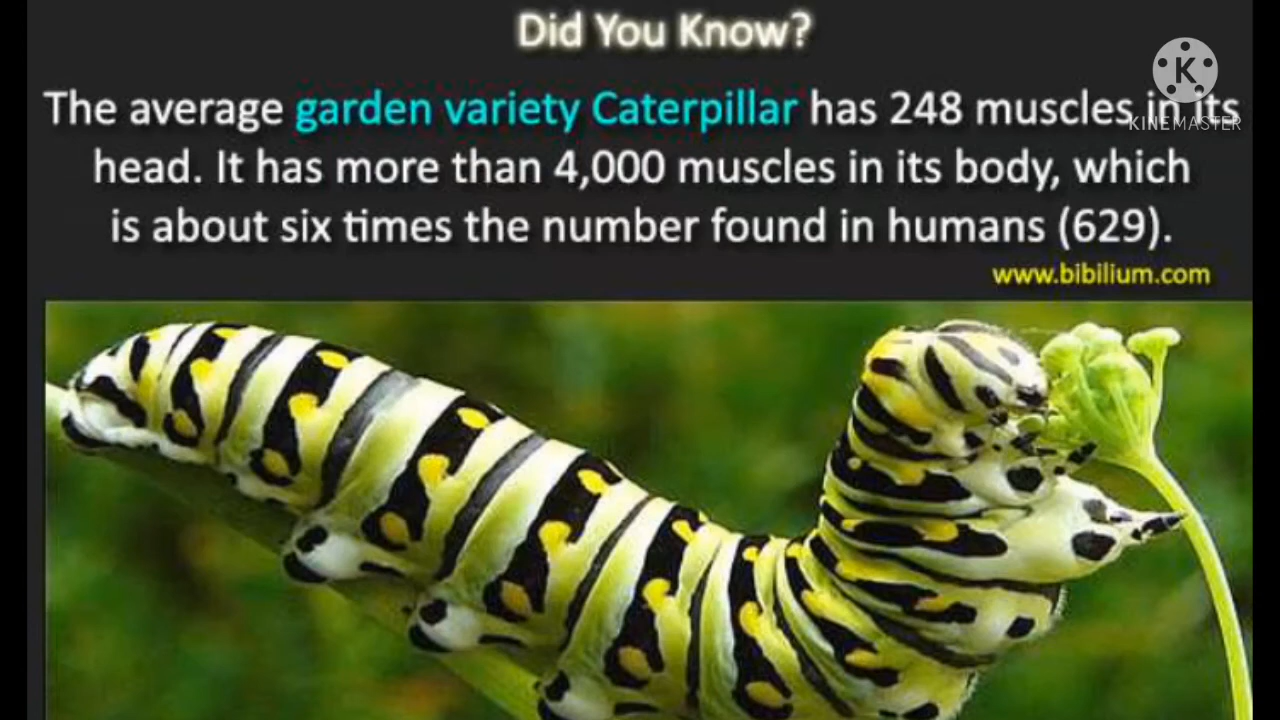 Did You Know?
The average garden variety Caterpillar has 248 muscles in its
head. It has more than 4,000 muscles in its body, which
is about six times the number found in humans (629).
www.bibilium.com
K
KINEMASTER